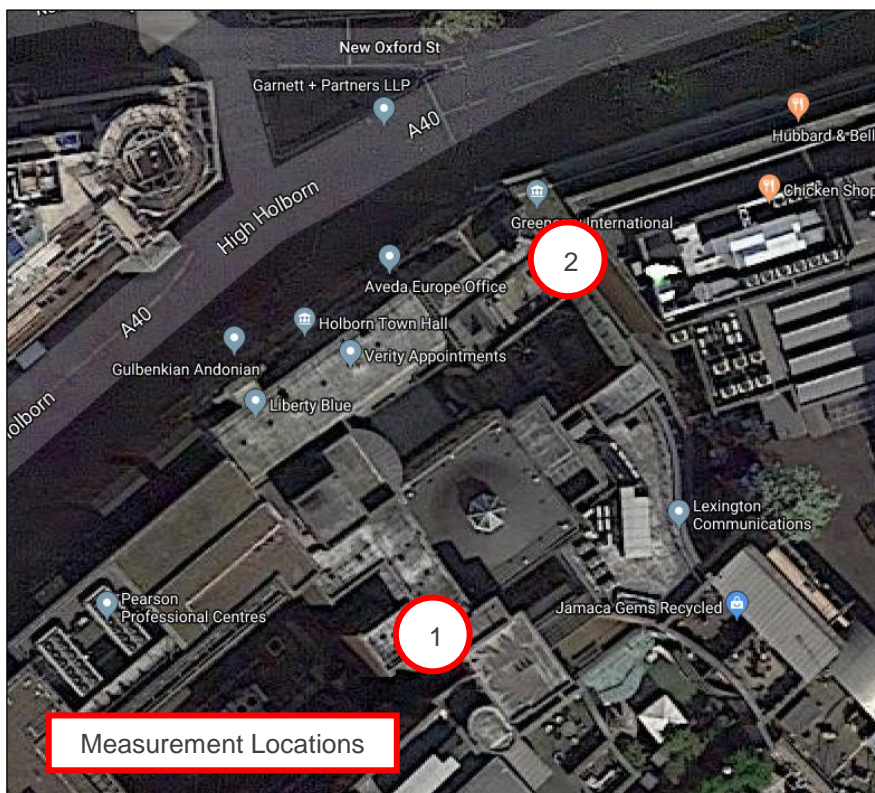 New Oxford St
Garnett + Partners LLP
A40
Hubbard & Bell
High Holborn
Chicken Shop
International
2
Aveda Europe Office
A40
Holborn Town Hall
Gulbenkian Andonian
Verity Appointments
Liberty Blue
Holborn
Lexington
Communications
Pearson
Professional Centres
Jamaca Gems Recycled
1
Measurement Locations